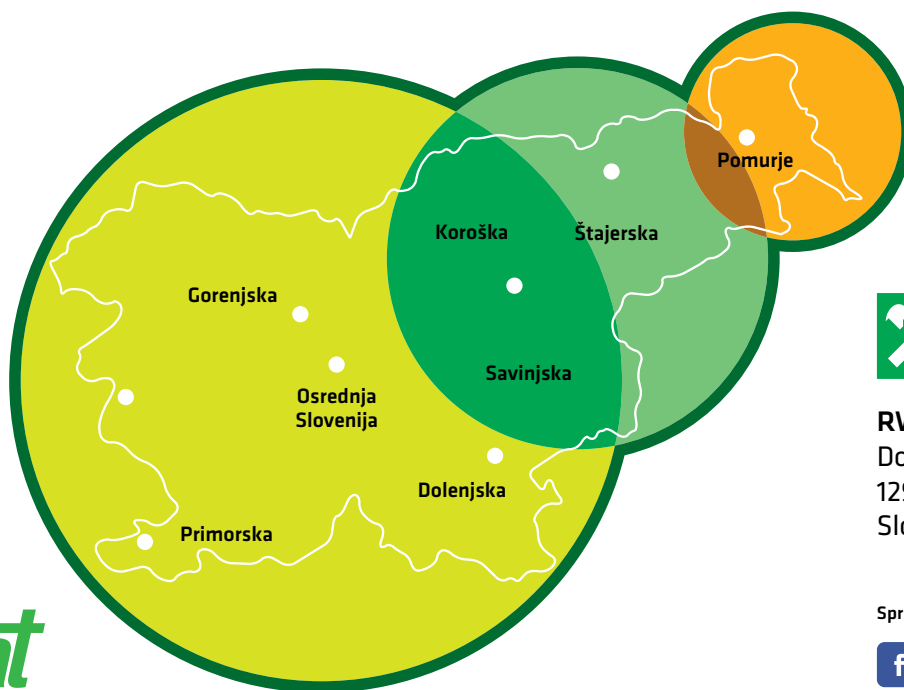 Pomurje
Koroška
Štajerska
Gorenjska
Savinjska
Osrednja
Slovenija
Dolenjska
Primorska